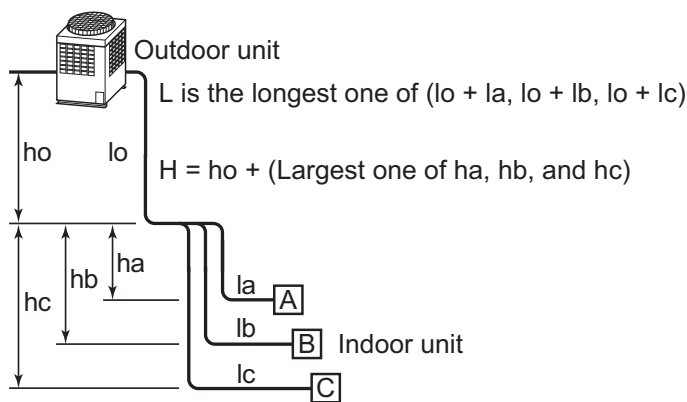 Outdoor unit
L is the longest one of (lo + la, lo + lb, lo + lc)
ho
lo
H = ho + (Largest one of ha, hb, and hc)
ha
hb
hc
la
A
lb
B Indoor unit
lc
C